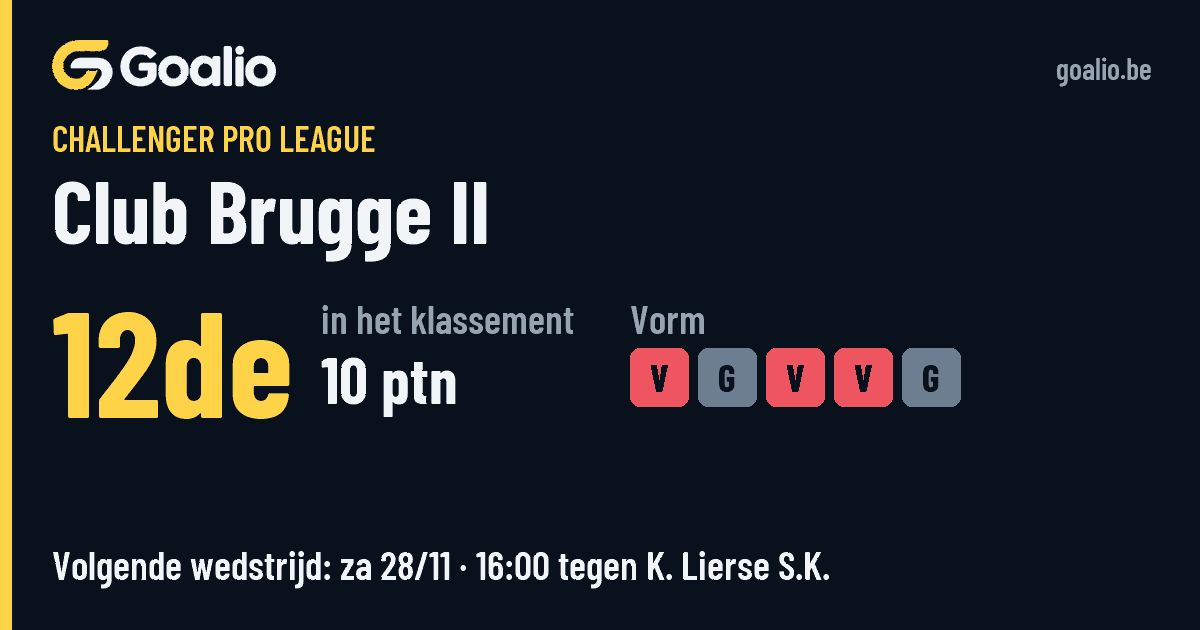 Goalio
goalio.be
CHALLENGER PRO LEAGUE
Club Brugge II
12de
in het klassement
10 ptn
Vorm
V G V V G
Volgende wedstrijd: za 28/11 · 16:00 tegen K. Lierse S.K.